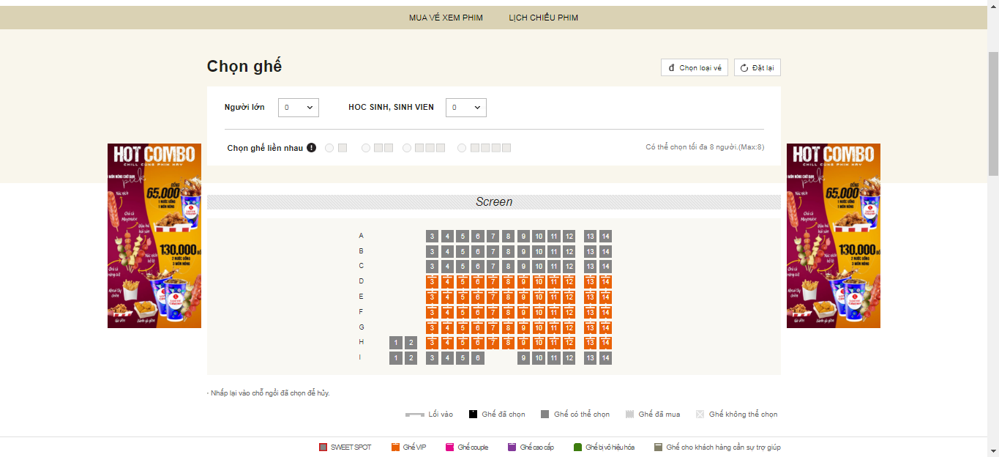 MUA VÉ XEM PHIM LỊCH CHIẾU PHIM
Chọn ghế
đ Chọn loại vé Đặt lại
Người lớn 0 HOC SINH, SINH VIEN 0
Chọn ghế liền nhau ! Có thể chọn tối đa 8 người.(Max:8)
HOT COMBO
CHILL CÙNG PHIM HAY
65.000
1 NƯỚC UỐNG
1 MÓN NÓNG
130,000
2 NƯỚC UỐNG
3 MÓN NÓNG
HOT COMBO
CHILL CÙNG PHIM HAY
65.000
1 NƯỚC UỐNG
1 MÓN NÓNG
130,000
2 NƯỚC UỐNG
3 MÓN NÓNG
Screen
A 3 4 5 6 7 8 9 10 11 12 13 14
B 3 4 5 6 7 8 9 10 11 12 13 14
C 3 4 5 6 7 8 9 10 11 12 13 14
D 3 4 5 6 7 8 9 10 11 12 13 14
E 3 4 5 6 7 8 9 10 11 12 13 14
F 3 4 5 6 7 8 9 10 11 12 13 14
G 3 4 5 6 7 8 9 10 11 12 13 14
H 1 2 3 4 5 6 7 8 9 10 11 12 13 14
I 1 2 3 4 5 6 9 10 11 12 13 14
· Nhấp lại vào chỗ ngồi đã chọn để hủy.
Lối vào Ghế đã chọn Ghế có thể chọn Ghế đã mua Ghế không thể chọn
SWEET SPOT Ghế VIP Ghế couple Ghế cao cấp Ghế bị vô hiệu hóa Ghế cho khách hàng cần sự trợ giúp